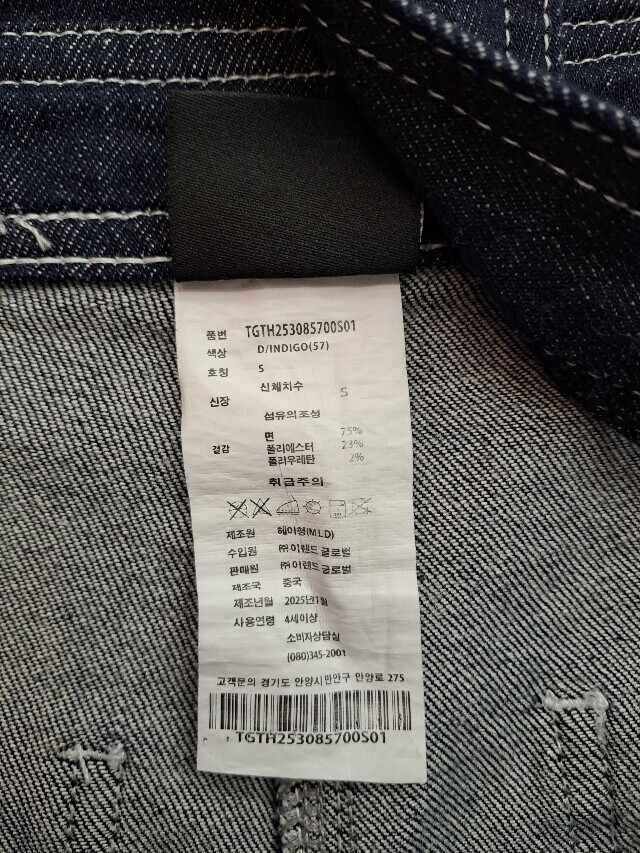 품번 TGTH253085700S01
색상 D/INDIGO(57)
호칭 S
신체치수
신장 S
섬유의조성
면 75%
겉감 폴리에스터 23%
폴리우레탄 2%
취급주의
제조원 헤이형(M.LD)
수입원 ㈜이랜드 글로벌
판매원 ㈜이랜드 글로벌
제조국 중국
제조년월 2025년1월
사용연령 4세이상
소비자상담실
(080)345-2001
고객문의 경기도 안양시만안구 안양로 275
TGTH253085700S01